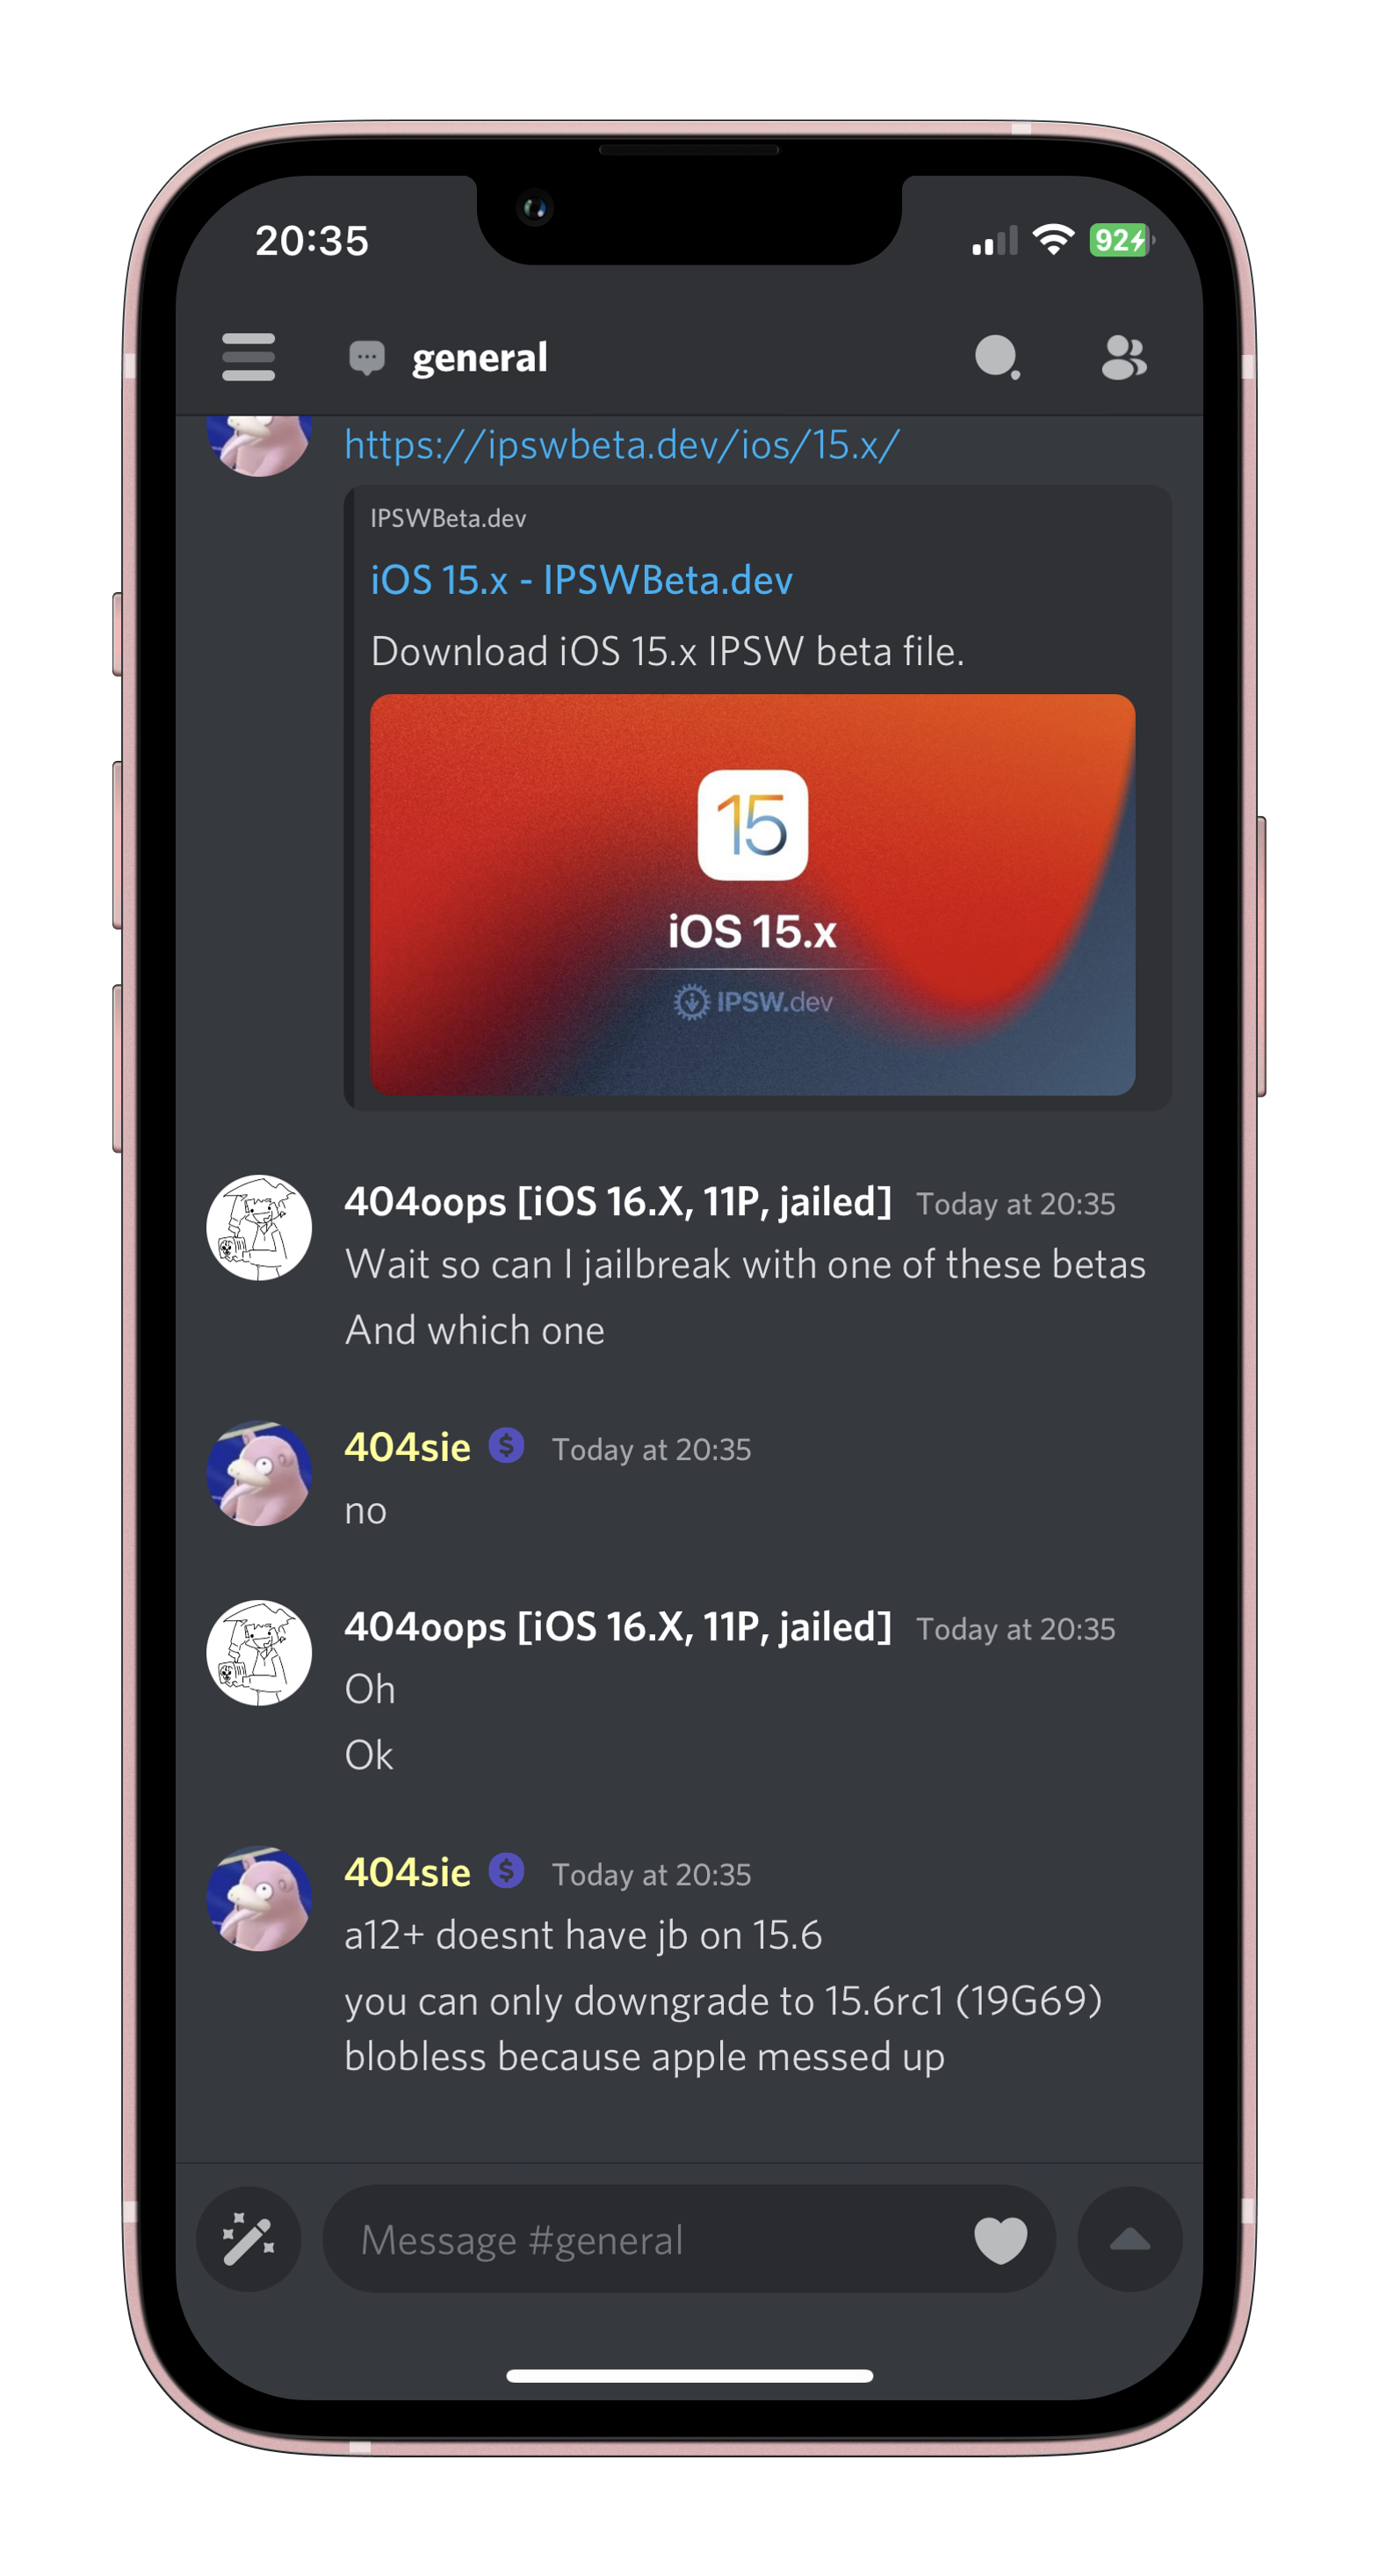 20:35
92
general
https://ipswbeta.dev/ios/15.x/
IPSWBeta.dev
iOS 15.x - IPSWBeta.dev
Download iOS 15.x IPSW beta file.
15
iOS 15.x
IPSW.dev
404oops [iOS 16.X, 11P, jailed] Today at 20:35
Wait so can I jailbreak with one of these betas
And which one
404sie $ Today at 20:35
no
404oops [iOS 16.X, 11P, jailed] Today at 20:35
Oh
Ok
404sie $ Today at 20:35
a12+ doesnt have jb on 15.6
you can only downgrade to 15.6rc1 (19G69)
blobless because apple messed up
Message #general